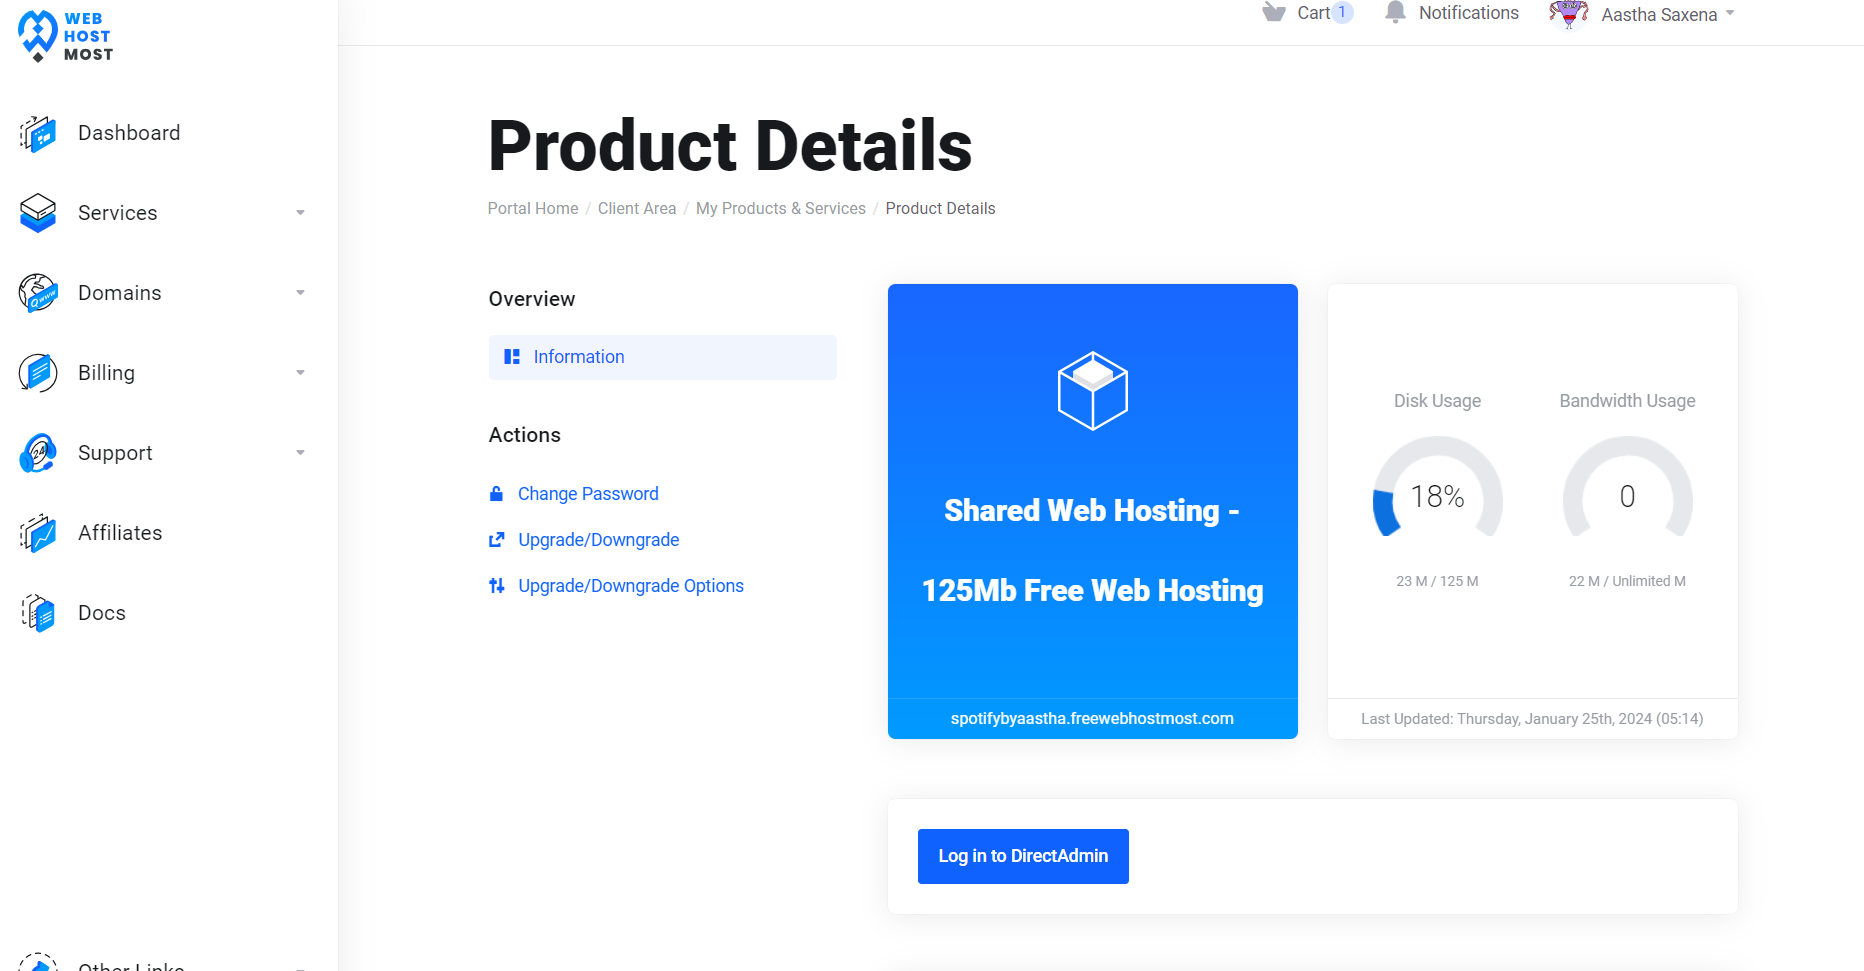 WEB
HOST
MOST
Cart 1
Notifications
Aastha Saxena
Dashboard
Services
Domains
Billing
Support
Affiliates
Docs
Other Links
Product Details
Portal Home / Client Area / My Products & Services / Product Details
Overview
Information
Actions
Change Password
Upgrade/Downgrade
Upgrade/Downgrade Options
Shared Web Hosting -
125Mb Free Web Hosting
spotifybyaastha.freewebhostmost.com
Disk Usage
18%
23 M / 125 M
Bandwidth Usage
0
22 M / Unlimited M
Last Updated: Thursday, January 25th, 2024 (05:14)
Log in to DirectAdmin